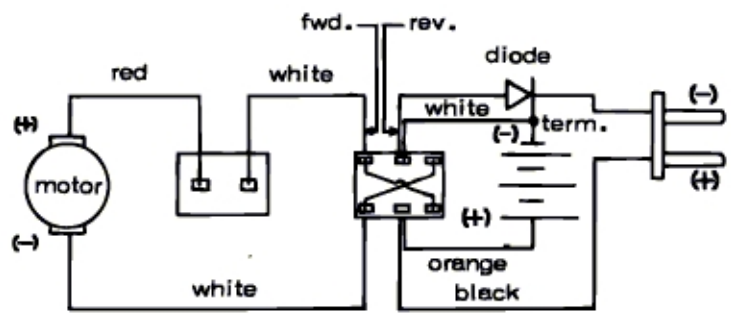 fwd. rev.
diode
red white
white
(-)
(+)
(-) term.
motor
(+)
(+)
(-)
orange
white black